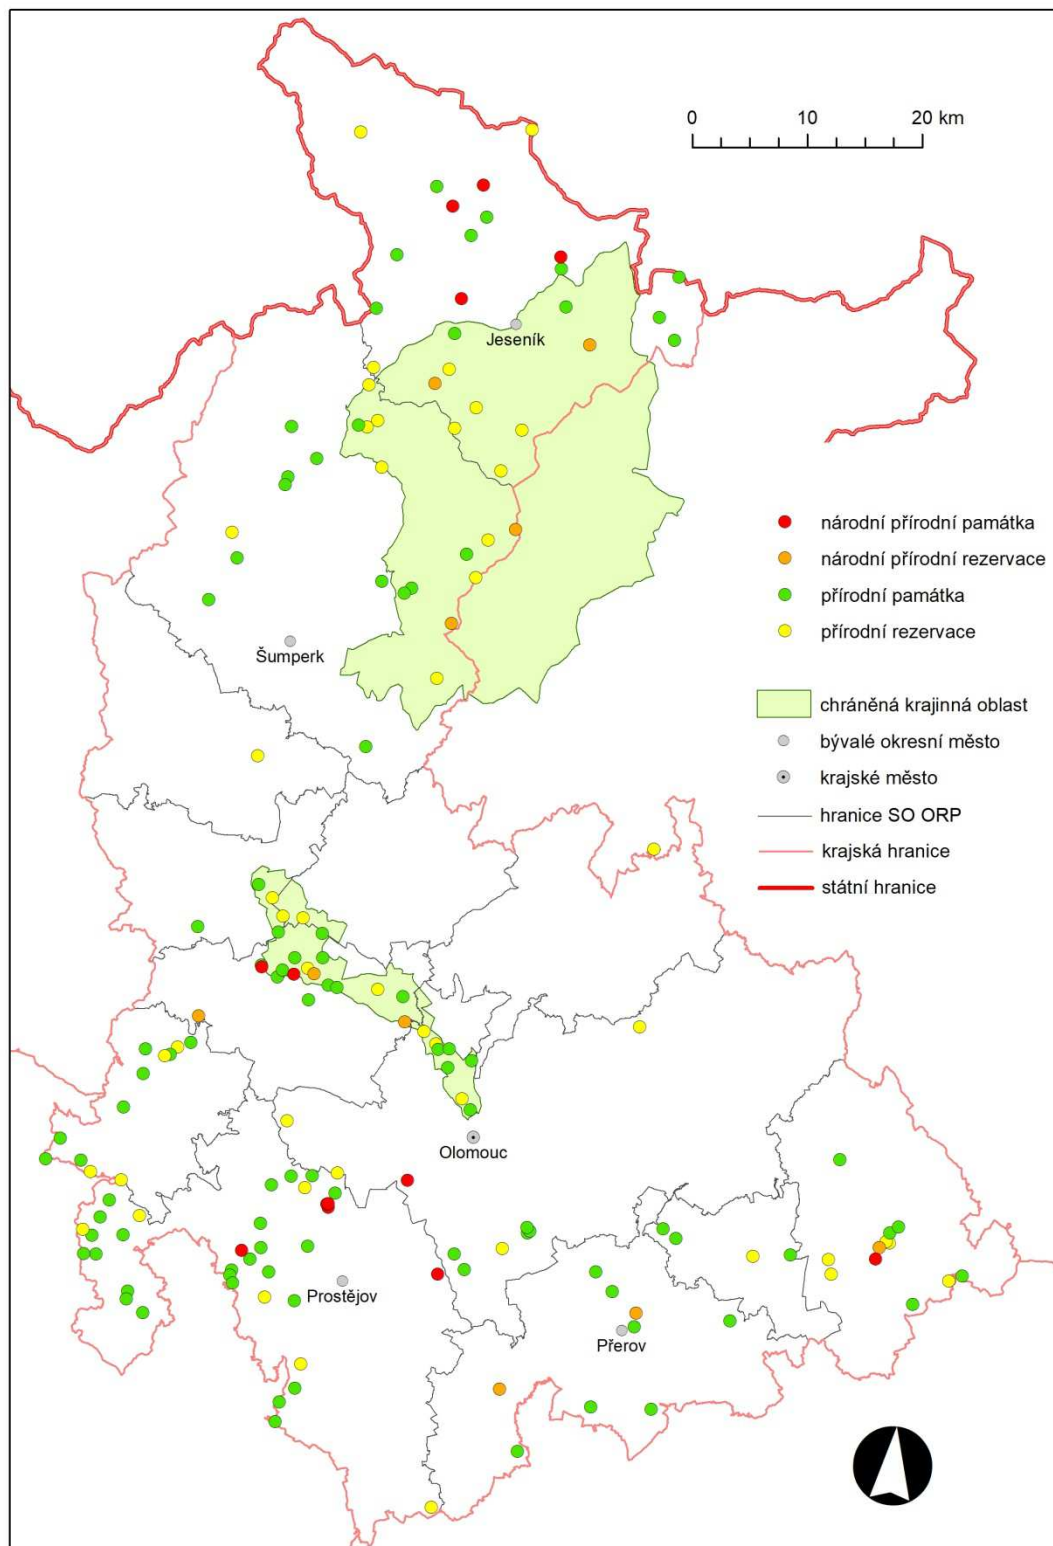 0 10 20 km
Jeseník
národní přírodní památka
národní přírodní rezervace
přírodní památka
přírodní rezervace
Šumperk
chráněná krajinná oblast
bývalé okresní město
krajské město
hranice SO ORP
krajská hranice
státní hranice
Olomouc
Prostějov
Přerov